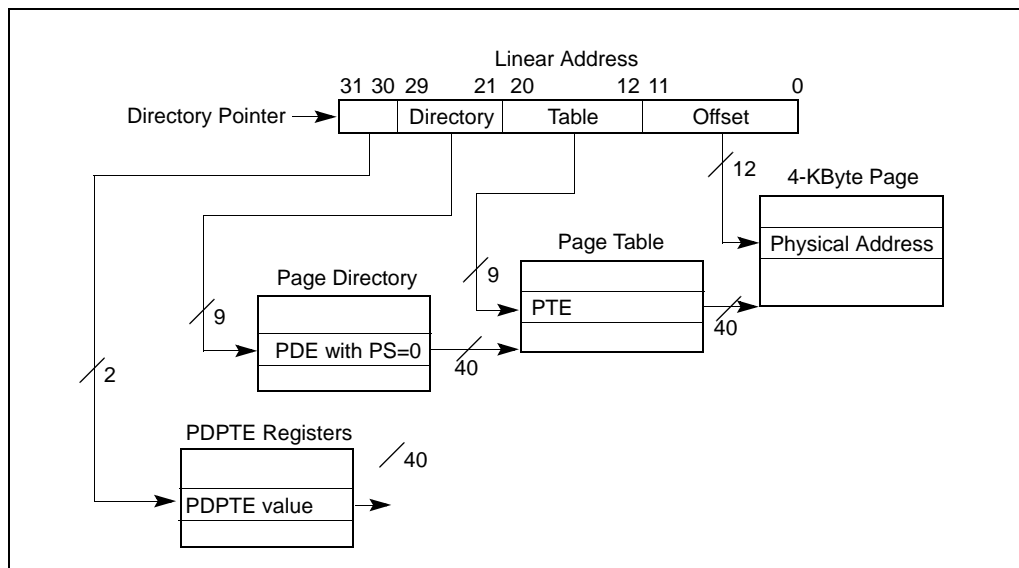 Linear Address
31 30 29 21 20 12 11 0
Directory Pointer
Directory Table Offset
12
4-KByte Page
Physical Address
Page Table
9
PTE
40
Page Directory
9
PDE with PS=0
40
2
PDPTE Registers
40
PDPTE value